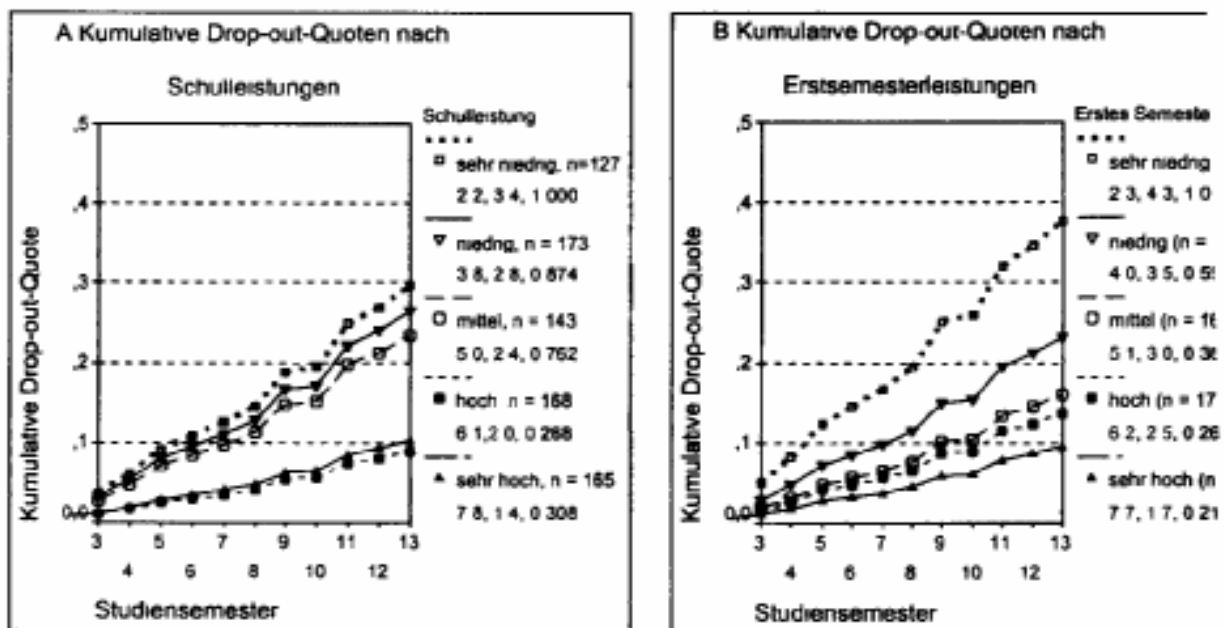 A Kumulative Drop-out-Quoten nach
Schulleistungen
Kumulative Drop-out-Quote
,5
,4
,3
,2
,1
0,0
3
4
5
6
7
8
9
10
11
12
13
Studiensemester
Schulleistung
sehr niedrig, n=127
2 2, 3 4, 1 000
niedrig, n = 173
3 8, 2 8, 0 874
mittel, n = 143
5 0, 2 4, 0 762
hoch n = 168
6 1, 2 0, 0 268
sehr hoch, n = 165
7 8, 1 4, 0 308
B Kumulative Drop-out-Quoten nach
Erstsemesterleistungen
Kumulative Drop-out-Quote
,5
,4
,3
,2
,1
0,0
3
4
5
6
7
8
9
10
11
12
13
Studiensemester
Erstes Semeste
sehr niedrig
2 3, 4 3, 1 0
niedrig (n =
4 0, 3 5, 0 5
mittel (n = 16
5 1, 3 0, 0 36
hoch (n = 17
6 2, 2 5, 0 26
sehr hoch (n
7 7, 1 7, 0 21